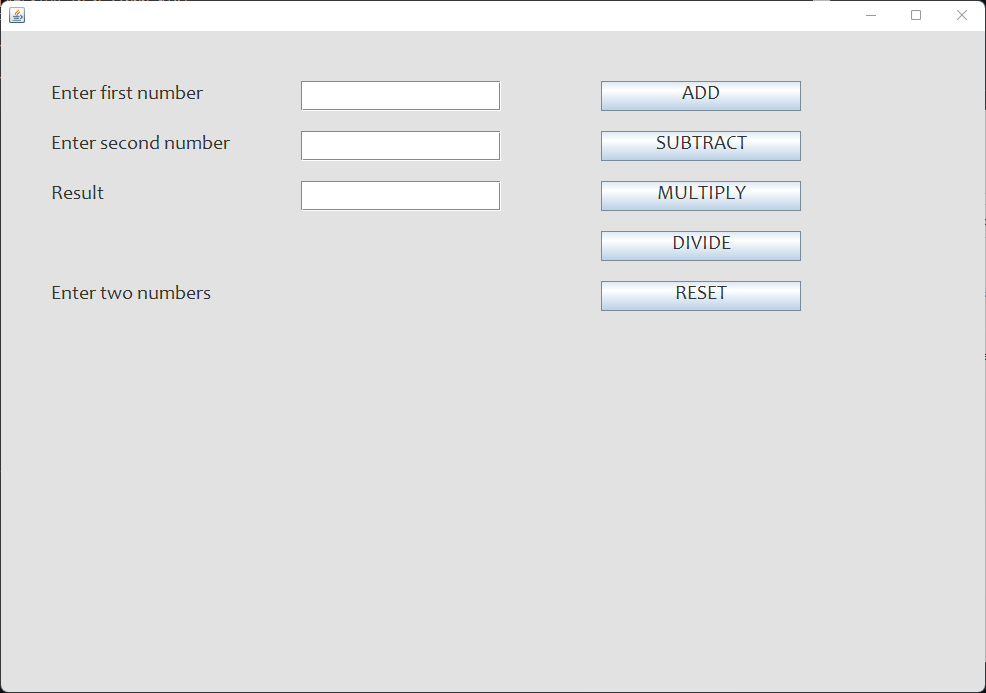 Enter first number ADD
Enter second number SUBTRACT
Result MULTIPLY
DIVIDE
Enter two numbers RESET